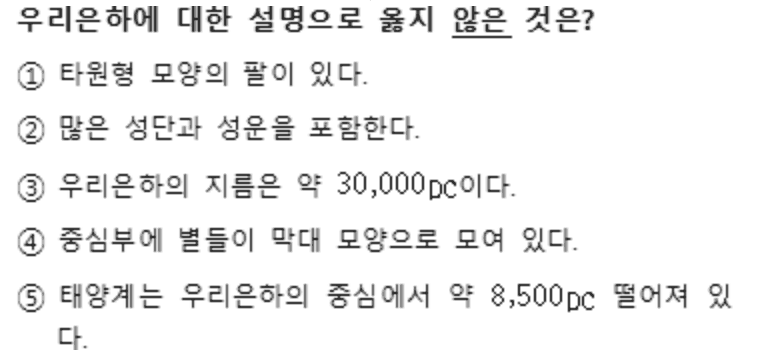 우리은하에 대한 설명으로 옳지 않은 것은?
① 타원형 모양의 팔이 있다.
② 많은 성단과 성운을 포함한다.
③ 우리은하의 지름은 약 30,000pc이다.
④ 중심부에 별들이 막대 모양으로 모여 있다.
⑤ 태양계는 우리은하의 중심에서 약 8,500pc 떨어져 있
다.